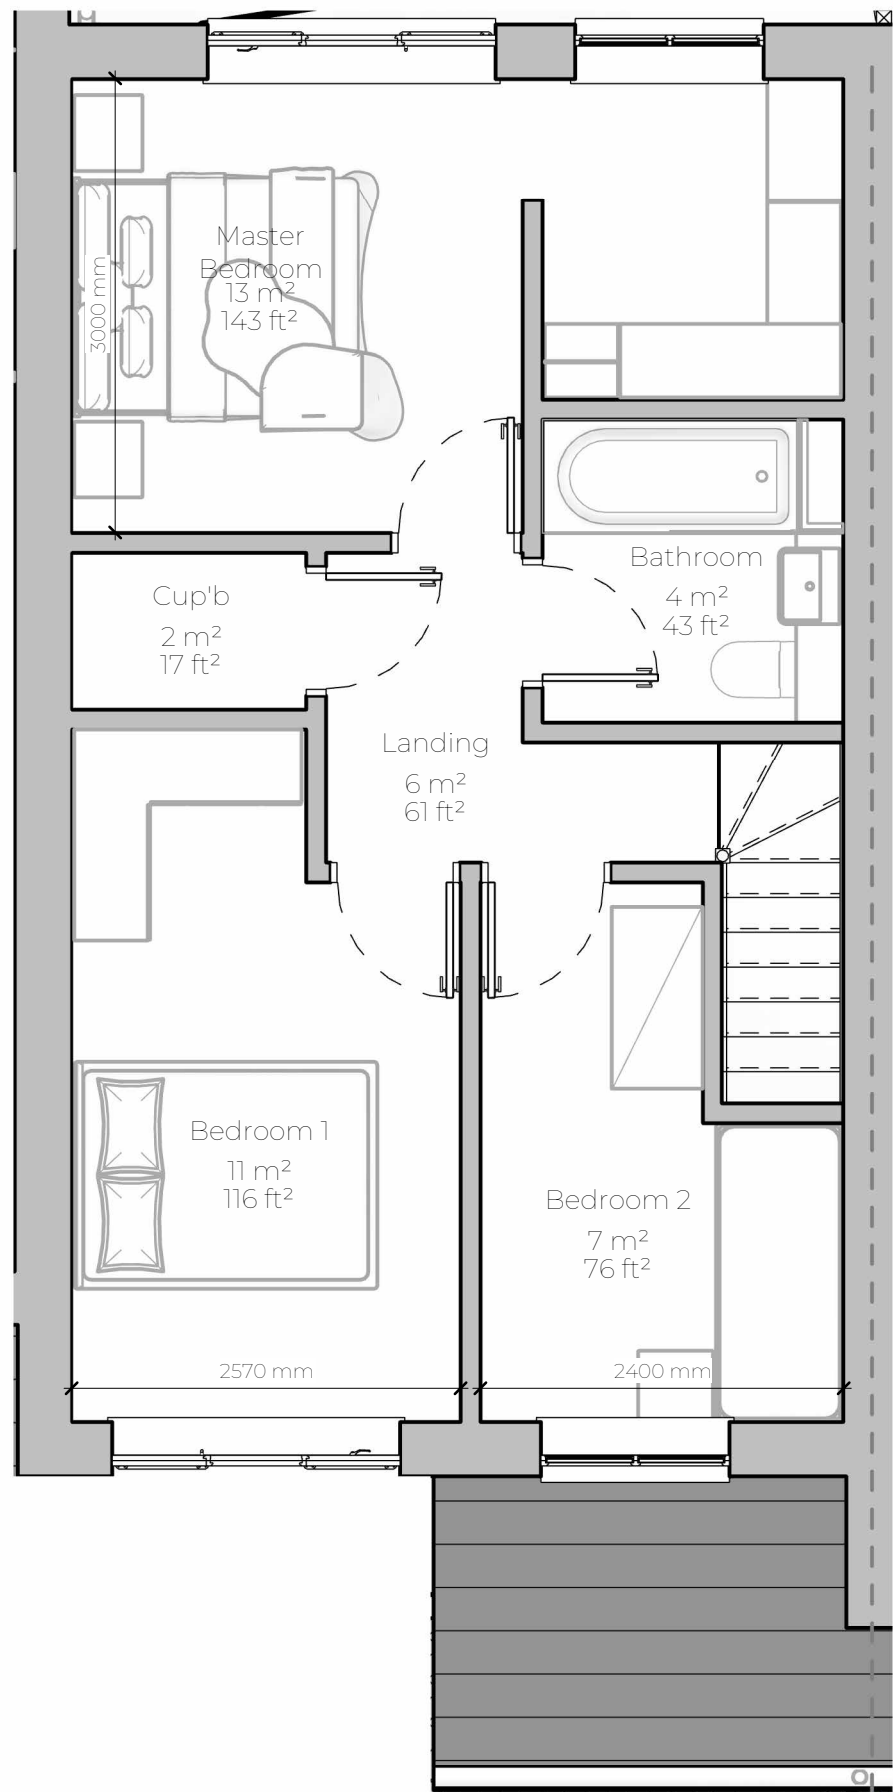 Master
Bedroom
13 m²
143 ft²
3000 mm
Bathroom
4 m²
43 ft²
Cup'b
2 m²
17 ft²
Landing
6 m²
61 ft²
Bedroom 1
11 m²
116 ft²
Bedroom 2
7 m²
76 ft²
2570 mm
2400 mm